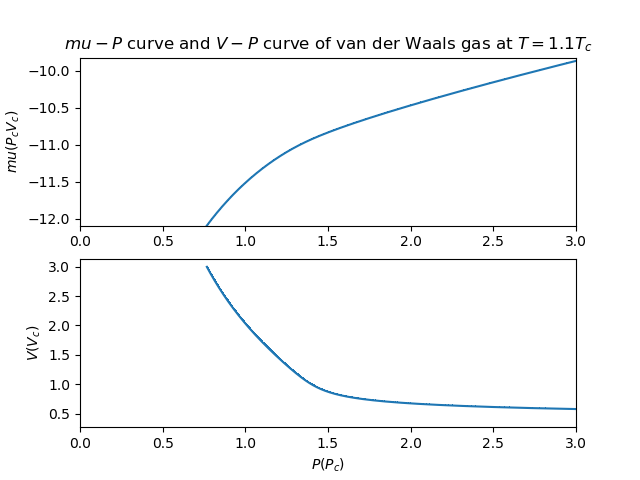 mu − P curve and V − P curve of van der Waals gas at T = 1.1T_c
−10.0
−10.5
−11.0
−11.5
−12.0
mu(P_cV_c)
0.0 0.5 1.0 1.5 2.0 2.5 3.0
3.0
2.5
2.0
1.5
1.0
0.5
V(V_c)
0.0 0.5 1.0 1.5 2.0 2.5 3.0
P(P_c)